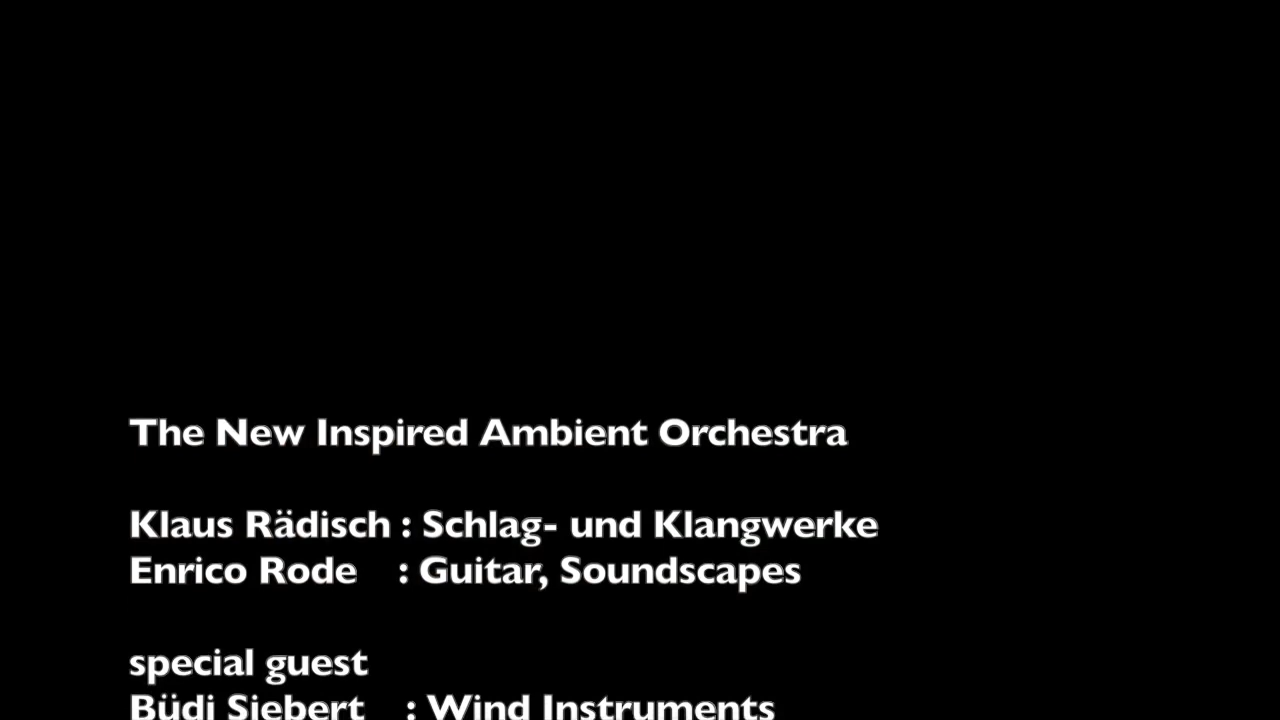 The New Inspired Ambient Orchestra
Klaus Rädisch : Schlag- und Klangwerke
Enrico Rode : Guitar, Soundscapes
special guest
Büdi Siebert : Wind Instruments